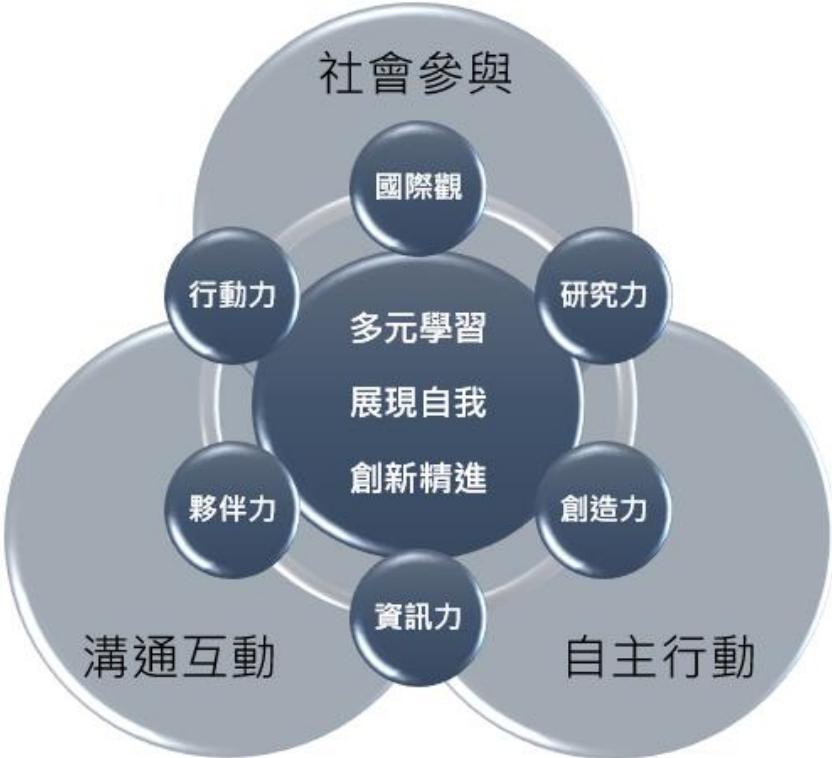 社會參與
國際觀
行動力
研究力
多元學習
展現自我
創新精進
夥伴力
創造力
資訊力
溝通互動
自主行動